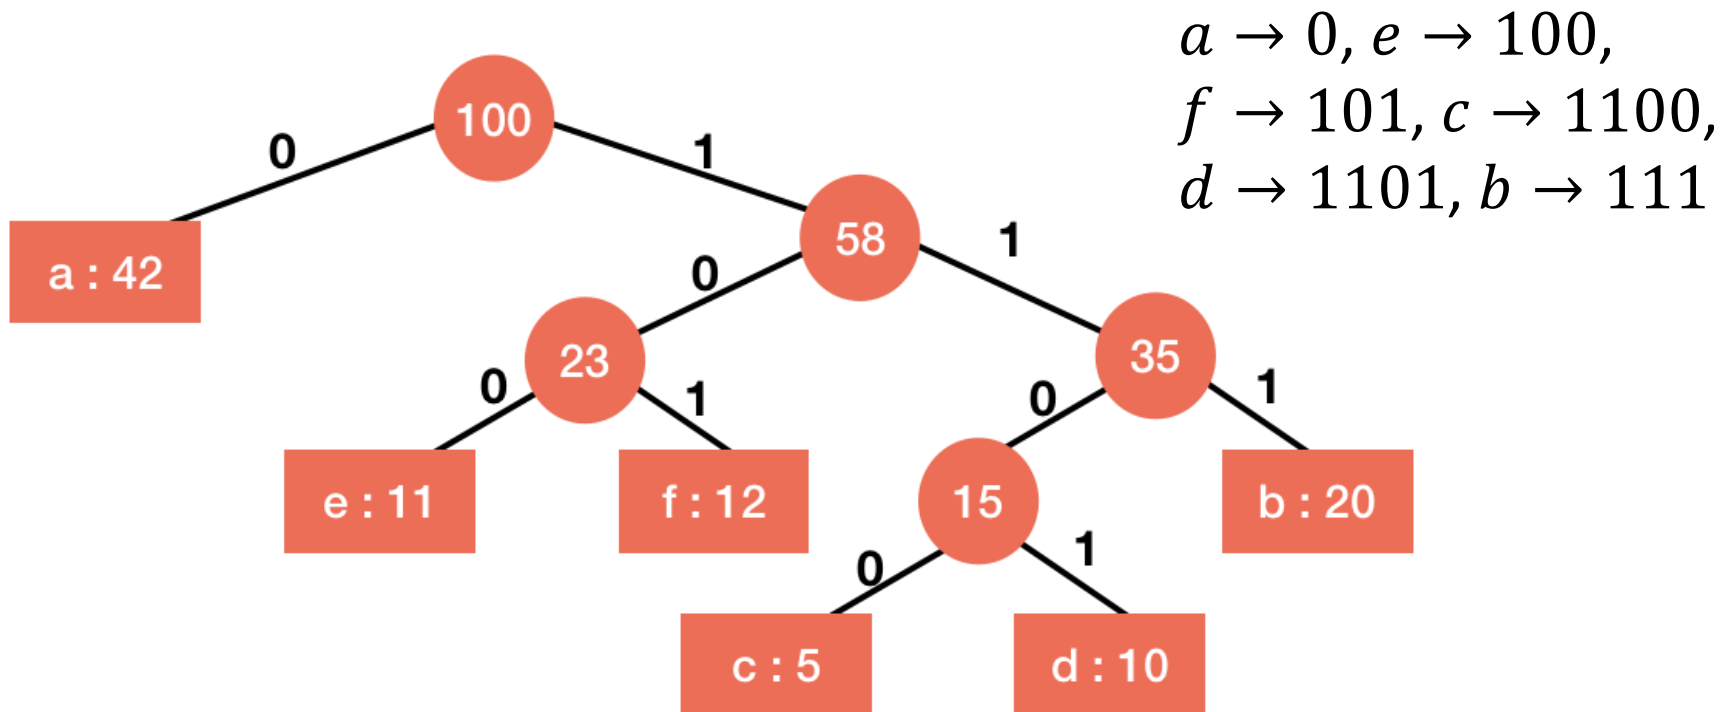 a → 0, e → 100,
f → 101, c → 1100,
d → 1101, b → 111
100
0
1
a : 42
58
0
1
23
35
0
1
0
1
e : 11
f : 12
15
b : 20
0
1
c : 5
d : 10